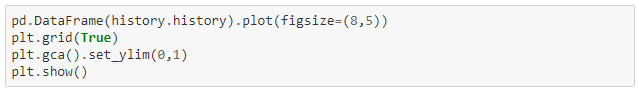 pd.DataFrame(history.history).plot(figsize=(8,5))
plt.grid(True)
plt.gca().set_ylim(0,1)
plt.show()